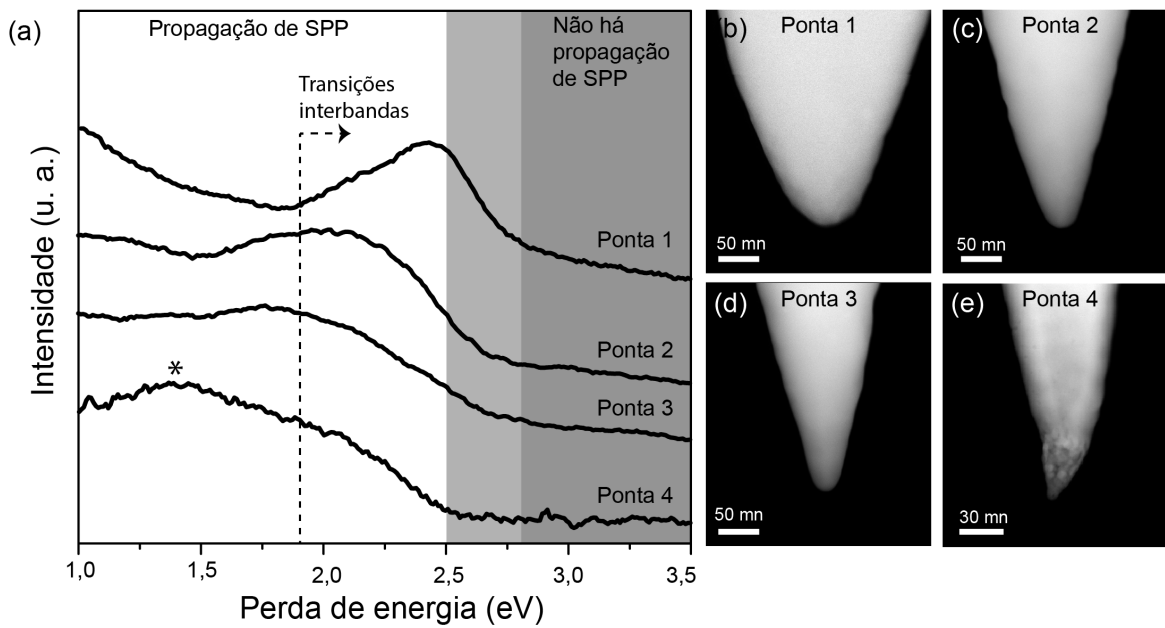 (a)
Propagação de SPP
Não há
propagação
de SPP
Transições
interbandas
Ponta 1
Ponta 2
*
Ponta 3
Ponta 4
Intensidade (u. a.)
1,0
1,5
2,0
2,5
3,0
3,5
Perda de energia (eV)
(b)
Ponta 1
50 mn
(c)
Ponta 2
50 mn
(d)
Ponta 3
50 mn
(e)
Ponta 4
30 mn